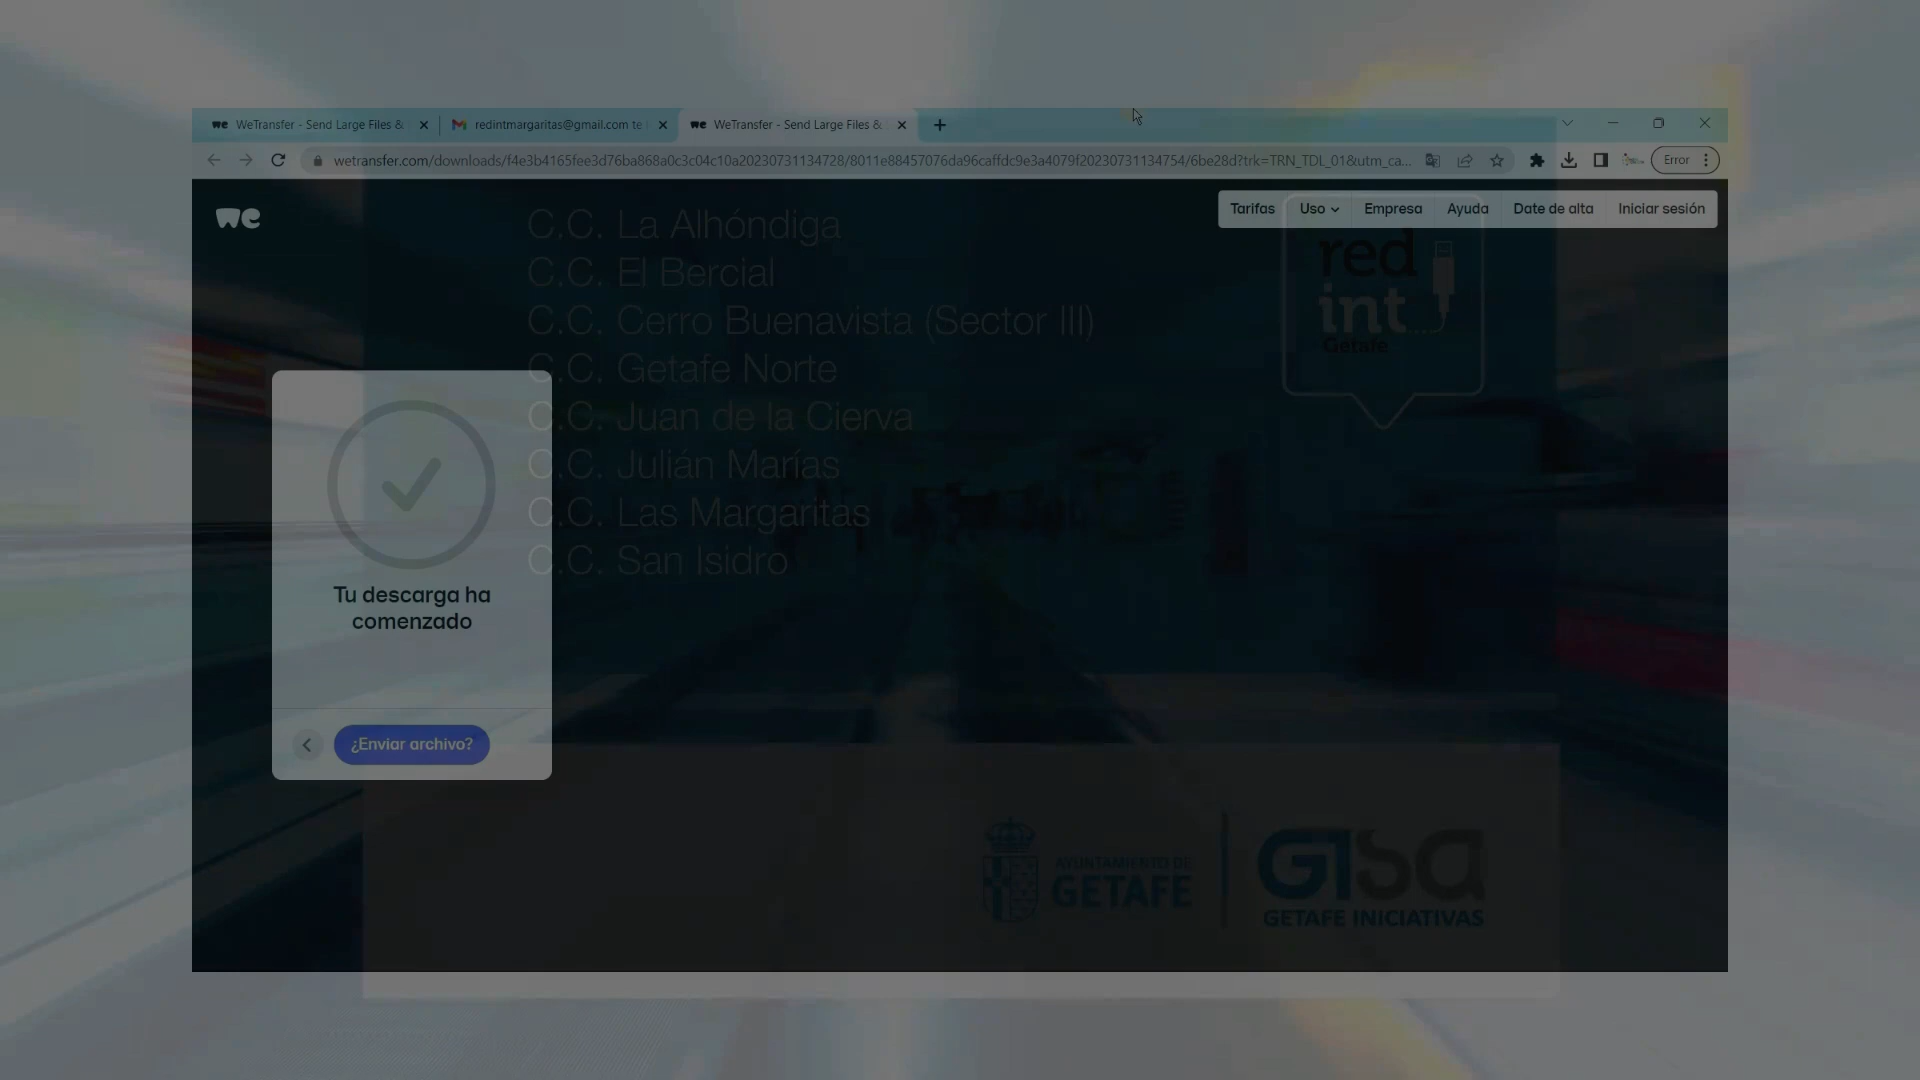 WeTransfer - Send Large Files &
redintmargaritas@gmail.com te
WeTransfer - Send Large Files &
wetransfer.com/downloads/f4e3b4165fee3d76ba868a0c3c04c10a20230731134728/8011e88457076da96caffdc9e3a4079f20230731134754/6be28d?trk=TRN_TDL_01&utm_ca...
Error
we
Tarifas
Uso
Empresa
Ayuda
Date de alta
Iniciar sesión
C.C. La Alhóndiga
C.C. El Bercial
C.C. Cerro Buenavista (Sector III)
C.C. Getafe Norte
C.C. Juan de la Cierva
C.C. Julián Marías
C.C. Las Margaritas
C.C. San Isidro
red
int
Getafe
Tu descarga ha
comenzado
¿Enviar archivo?
AYUNTAMIENTO DE
GETAFE
GISA
GETAFE INICIATIVAS